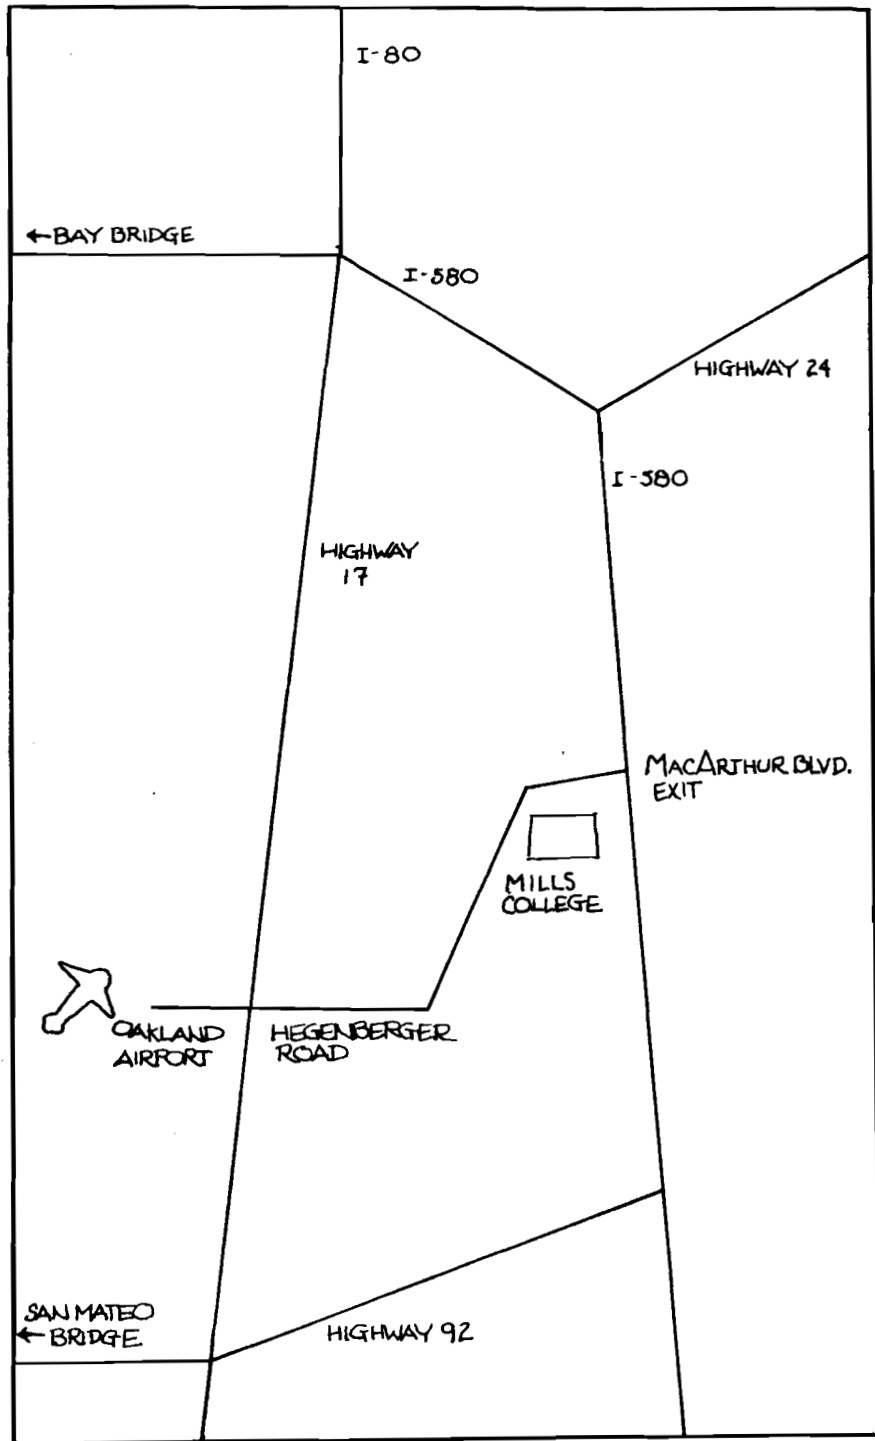 I-80
←BAY BRIDGE
I-580
HIGHWAY 24
I-580
HIGHWAY
17
MACARTHUR BLVD.
EXIT
MILLS
COLLEGE
OAKLAND
AIRPORT
HEGENBERGER
ROAD
SAN MATEO
← BRIDGE
HIGHWAY 92